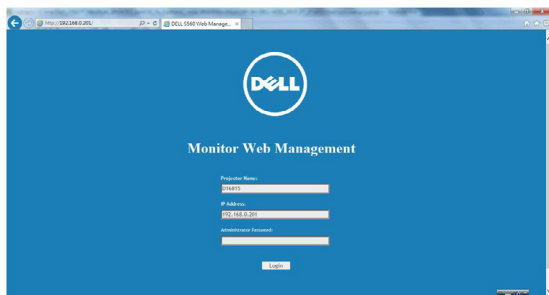 http://192.168.0.201/
DELL S560 Web Manage...
DELL
Monitor Web Management
Projector Name:
IP Address:
192.168.0.201
Administrator Password:
Login